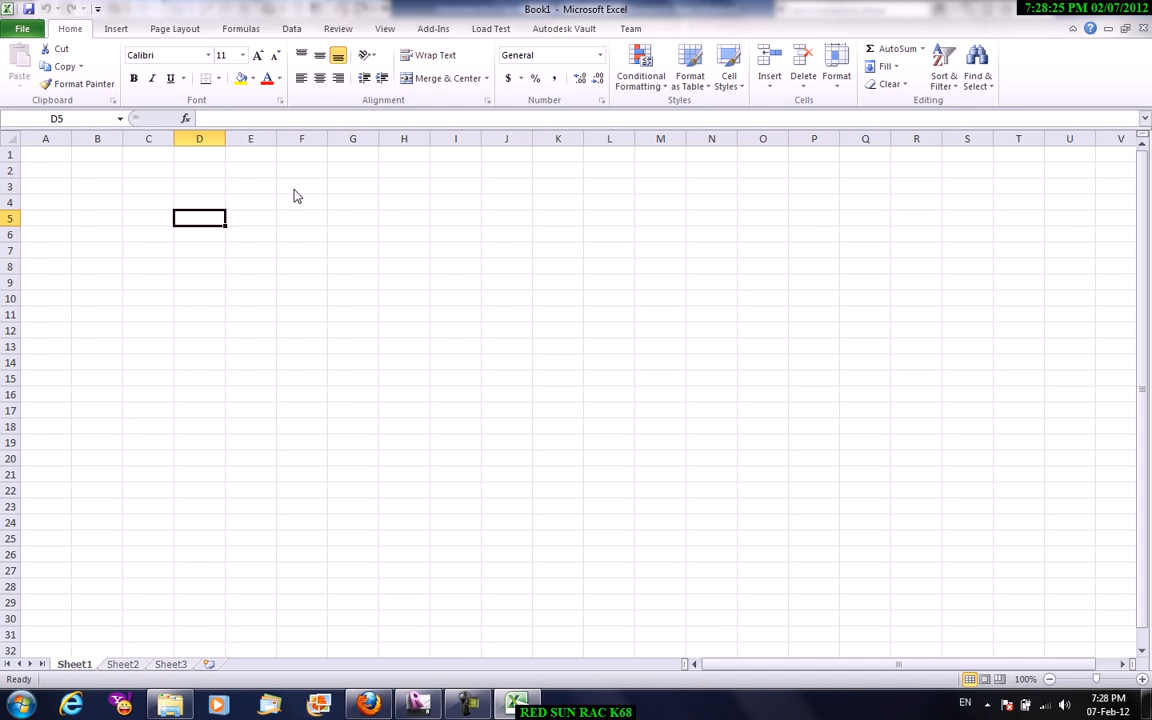 Book1 - Microsoft Excel
7:28:25 PM 02/07/2012
File Home Insert Page Layout Formulas Data Review View Add-Ins Load Test Autodesk Vault Team
Paste
Cut
Copy
Format Painter
Clipboard
Calibri 11
B I U
Font
Wrap Text
Merge & Center
Alignment
General
$ % ,
Number
Conditional Formatting
Format as Table
Cell Styles
Styles
Insert
Delete
Format
Cells
AutoSum
Fill
Clear
Sort & Filter
Find & Select
Editing
D5 fx
A B C D E F G H I J K L M N O P Q R S T U V
1
2
3
4
5
6
7
8
9
10
11
12
13
14
15
16
17
18
19
20
21
22
23
24
25
26
27
28
29
30
31
32
Sheet1 Sheet2 Sheet3
Ready 100%
EN 7:28 PM
07-Feb-12
RED SUN RAC K68